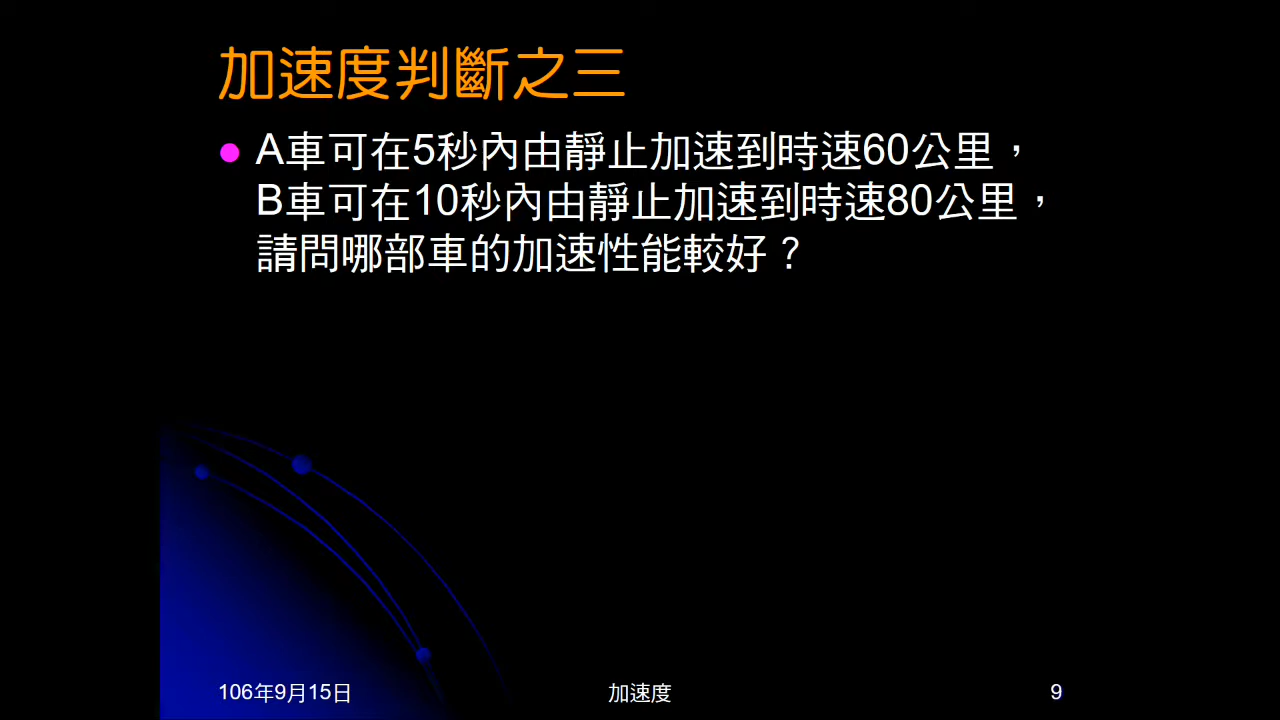 加速度判斷之三
A車可在5秒內由靜止加速到時速60公里，
B車可在10秒內由靜止加速到時速80公里，
請問哪部車的加速性能較好？
106年9月15日
加速度
9